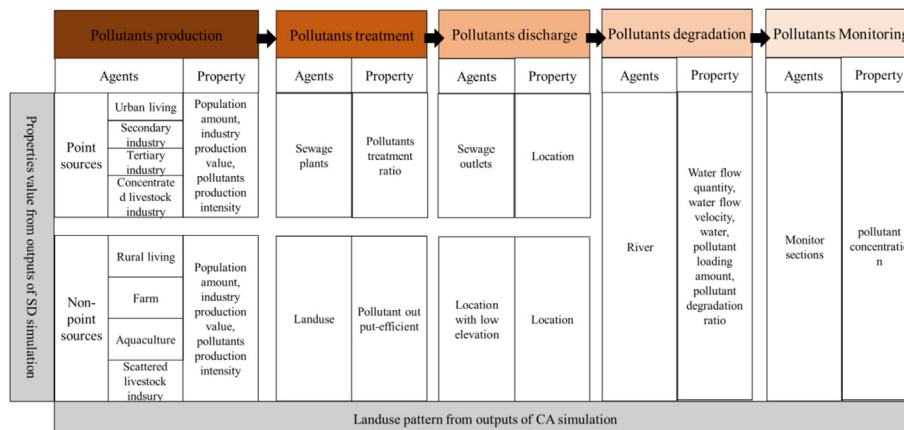 Pollutants production
Pollutants treatment
Pollutants discharge
Pollutants degradation
Pollutants Monitoring
Agents
Property
Agents
Property
Agents
Property
Agents
Property
Agents
Property
Properties value from outputs of SD simulation
Point
sources
Urban living
Secondary
industry
Tertiary
industry
Concentrate
d livestock
industry
Population
amount,
industry
production
value,
pollutants
production
intensity
Sewage
plants
Pollutants
treatment
ratio
Sewage
outlets
Location
Non-
point
sources
Rural living
Farm
Aquaculture
Scattered
livestock
indsury
Population
amount,
industry
production
value,
pollutants
production
intensity
Landuse
Pollutant out
put-efficient
Location
with low
elevation
Location
River
Water flow
quantity,
water flow
velocity,
water,
pollutant
loading
amount,
pollutant
degradation
ratio
Monitor
sections
pollutant
concentratio
n
Landuse pattern from outputs of CA simulation